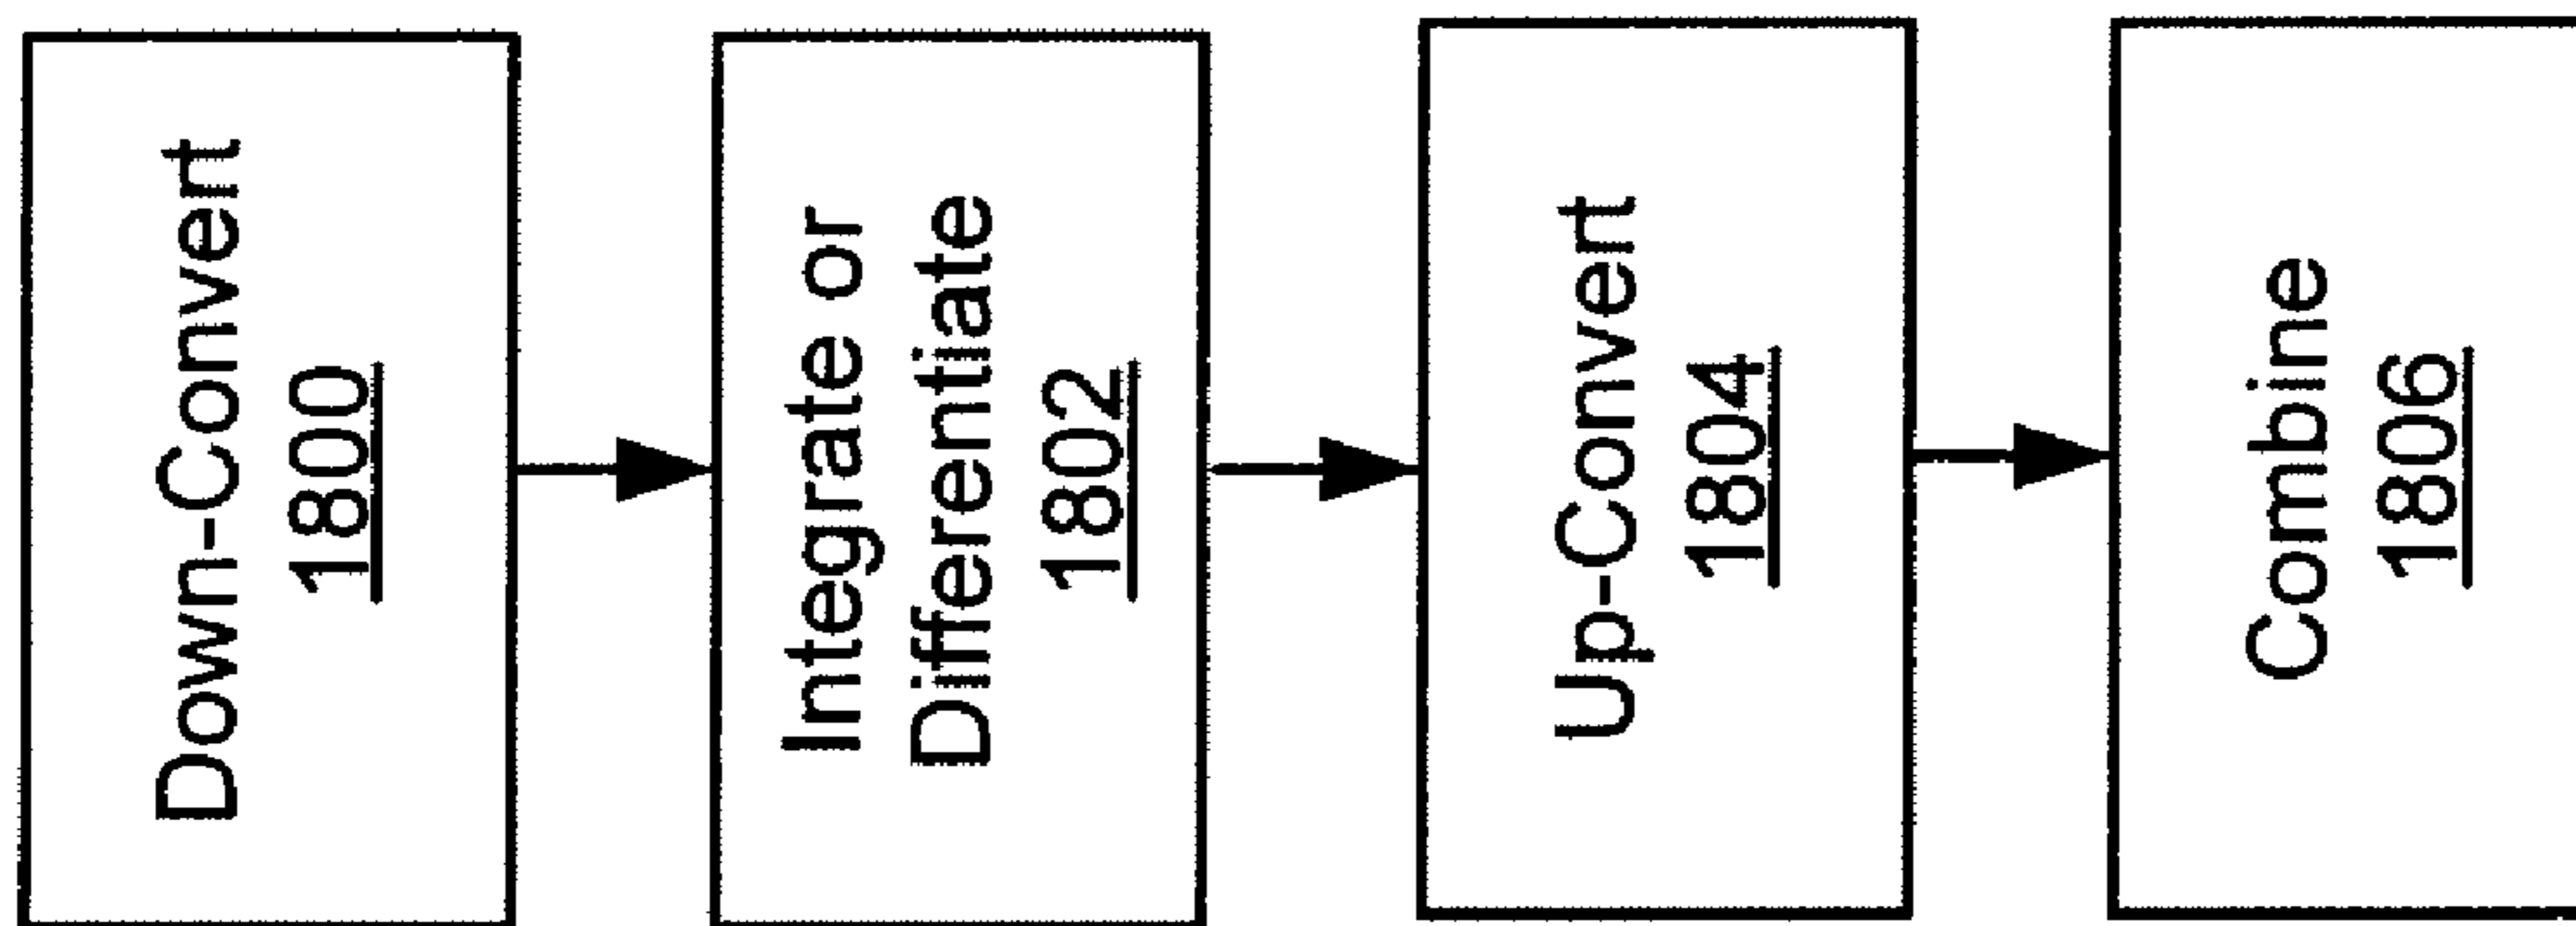 Down-Convert
1800
Integrate or
Differentiate
1802
Up-Convert
1804
Combine
1806